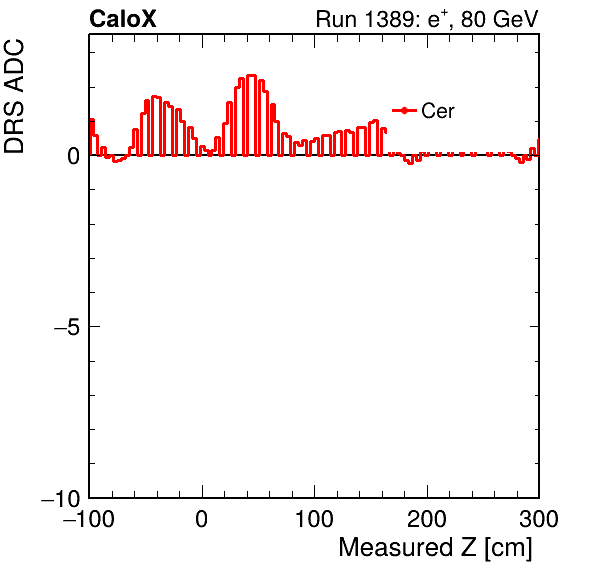 CaloX
Run 1389: e+, 80 GeV
DRS ADC
Cer
0
−5
−10
−100 0 100 200 300
Measured Z [cm]